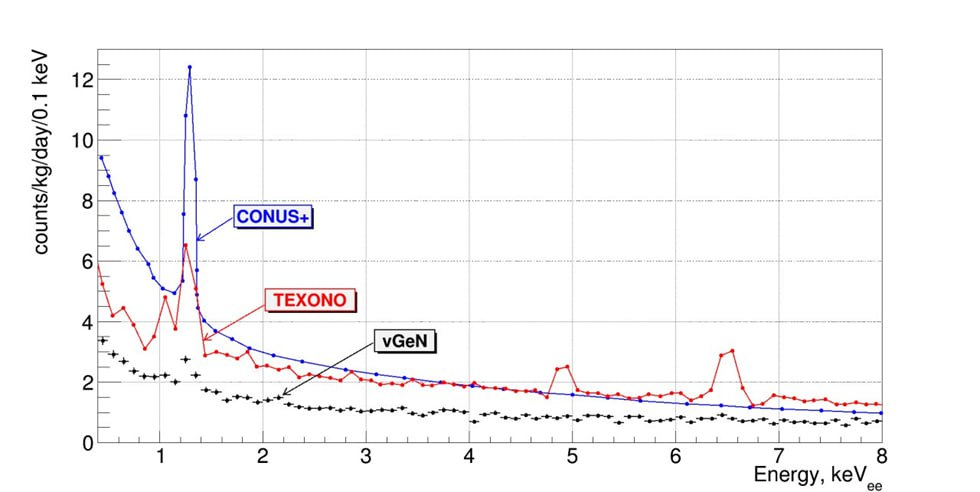 counts/kg/day/0.1 keV
12
10
8
6
4
2
0
CONUS+
TEXONO
vGeN
1 2 3 4 5 6 7 8
Energy, keVee